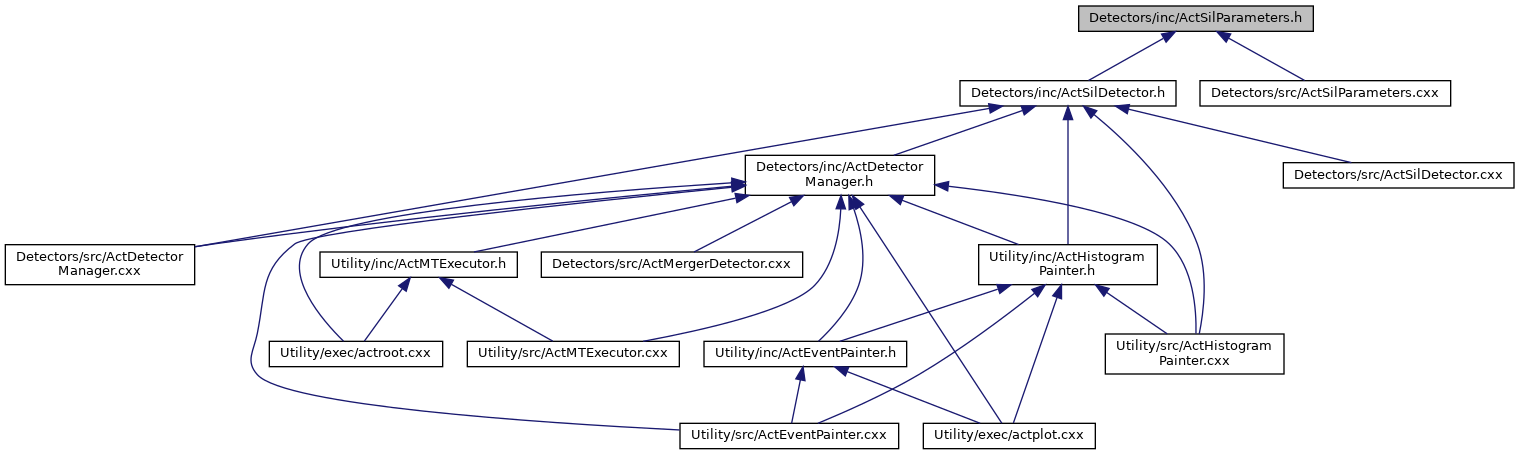 Detectors/inc/ActSilParameters.h
Detectors/inc/ActSilDetector.h
Detectors/src/ActSilParameters.cxx
Detectors/inc/ActDetector
Manager.h
Detectors/src/ActSilDetector.cxx
Detectors/src/ActDetector
Manager.cxx
Utility/inc/ActMTExecutor.h
Detectors/src/ActMergerDetector.cxx
Utility/inc/ActHistogram
Painter.h
Utility/exec/actroot.cxx
Utility/src/ActMTExecutor.cxx
Utility/inc/ActEventPainter.h
Utility/src/ActHistogram
Painter.cxx
Utility/src/ActEventPainter.cxx
Utility/exec/actplot.cxx